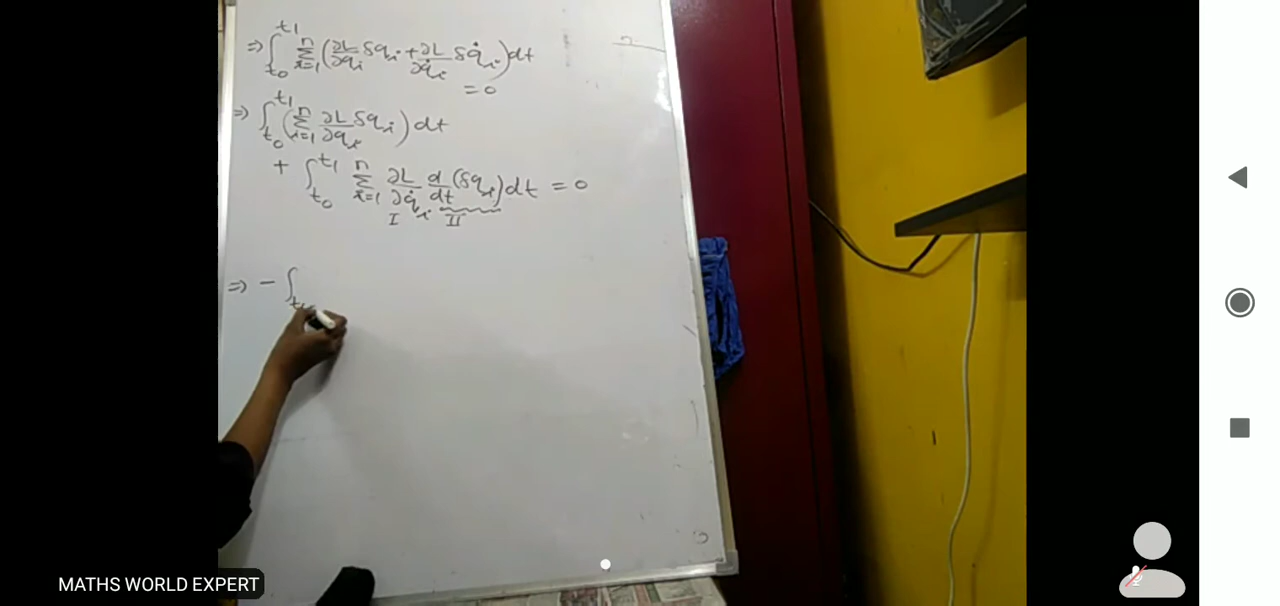 ⇒ ∫_{t₀}^{t₁} Σ_{i=1}^{n} (∂L/∂qᵢ δqᵢ + ∂L/∂q̇ᵢ δq̇ᵢ) dt
= 0
⇒ ∫_{t₀}^{t₁} (Σ_{i=1}^{n} ∂L/∂qᵢ δqᵢ) dt
+ ∫_{t₀}^{t₁} Σ_{i=1}^{n} ∂L/∂q̇ᵢ d/dt (δqᵢ) dt = 0
I II
⇒ - ∫
MATHS WORLD EXPERT